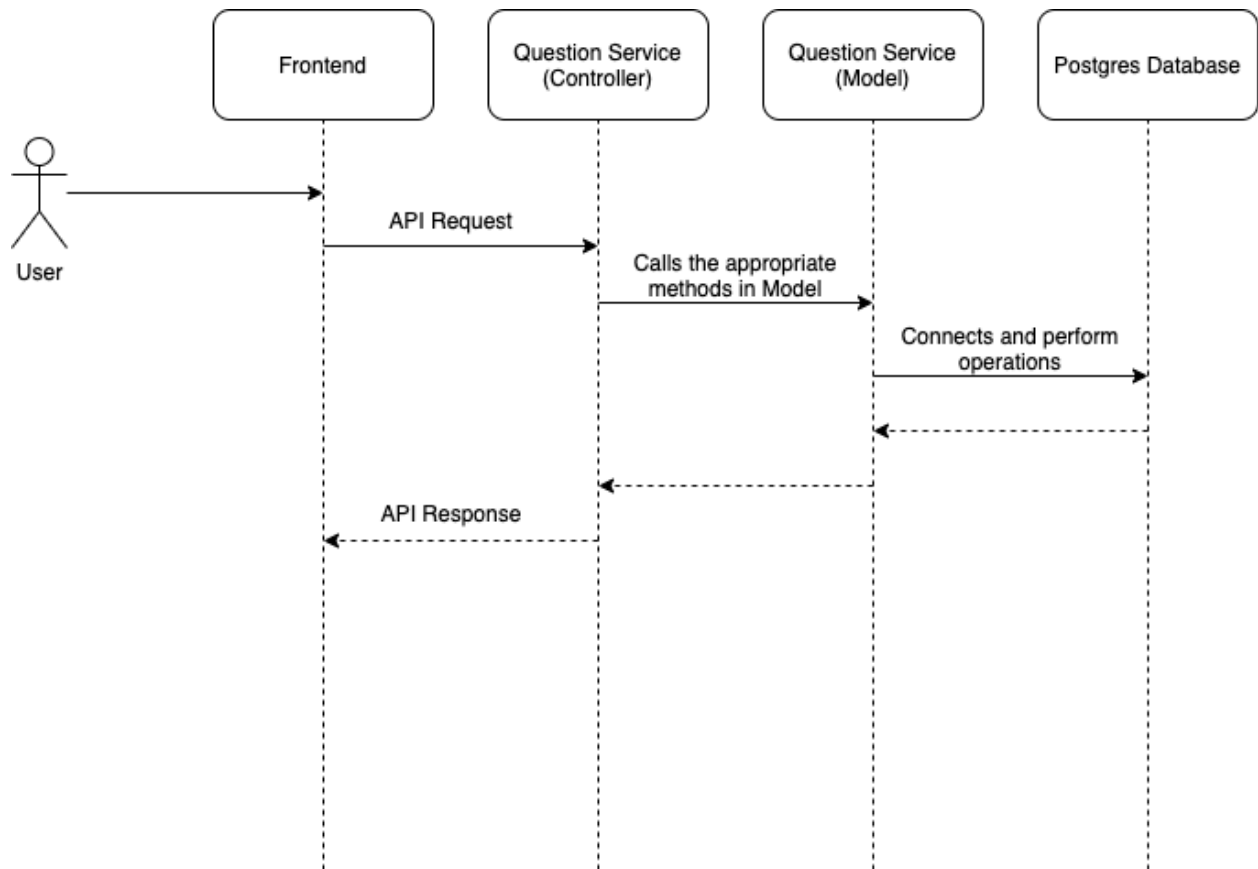 Frontend
Question Service
(Controller)
Question Service
(Model)
Postgres Database
User
API Request
Calls the appropriate
methods in Model
Connects and perform
operations
API Response